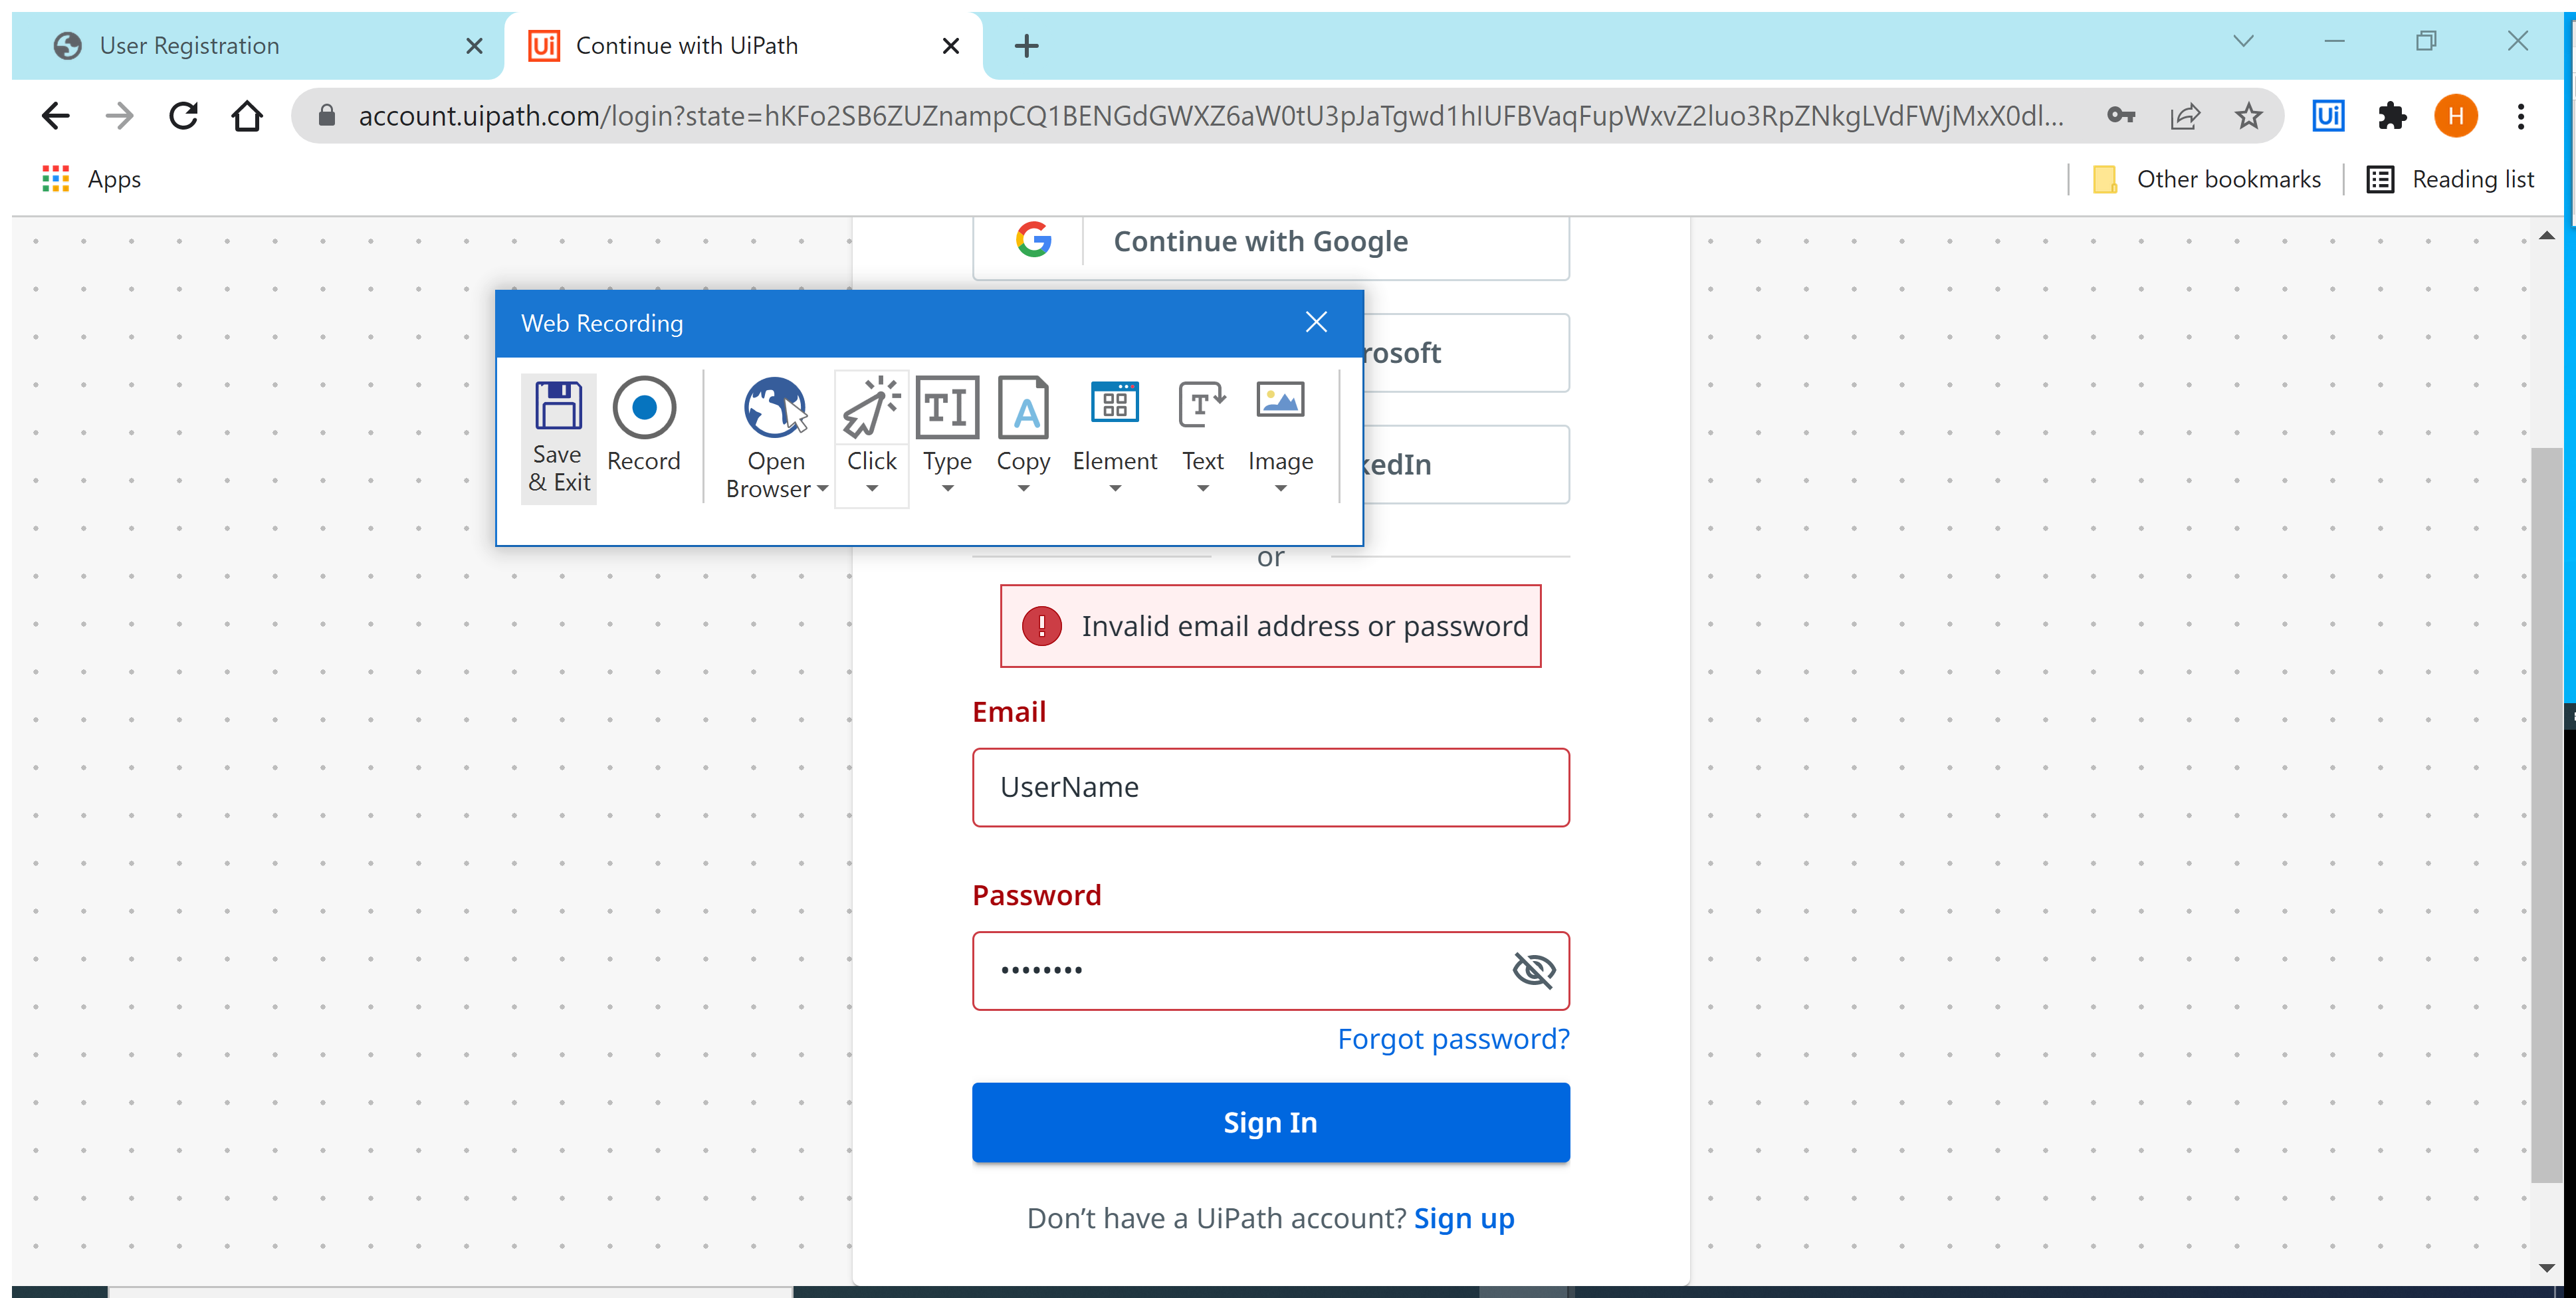 User Registration
Ui Continue with UiPath
account.uipath.com/login?state=hKFo2SB6ZUZnampCQ1BENGdGWXZ6aW0tU3pJaTgwd1hlUFBVaqFupWxvZ2luo3RpZNkgLVdFWjMxX0dl...
Ui
H
Apps
Other bookmarks
Reading list
Continue with Google
Web Recording
rosoft
Save & Exit
Record
Open Browser
Click
Type
Copy
Element
Text
Image
kedIn
or
Invalid email address or password
Email
UserName
Password
Forgot password?
Sign In
Don’t have a UiPath account? Sign up